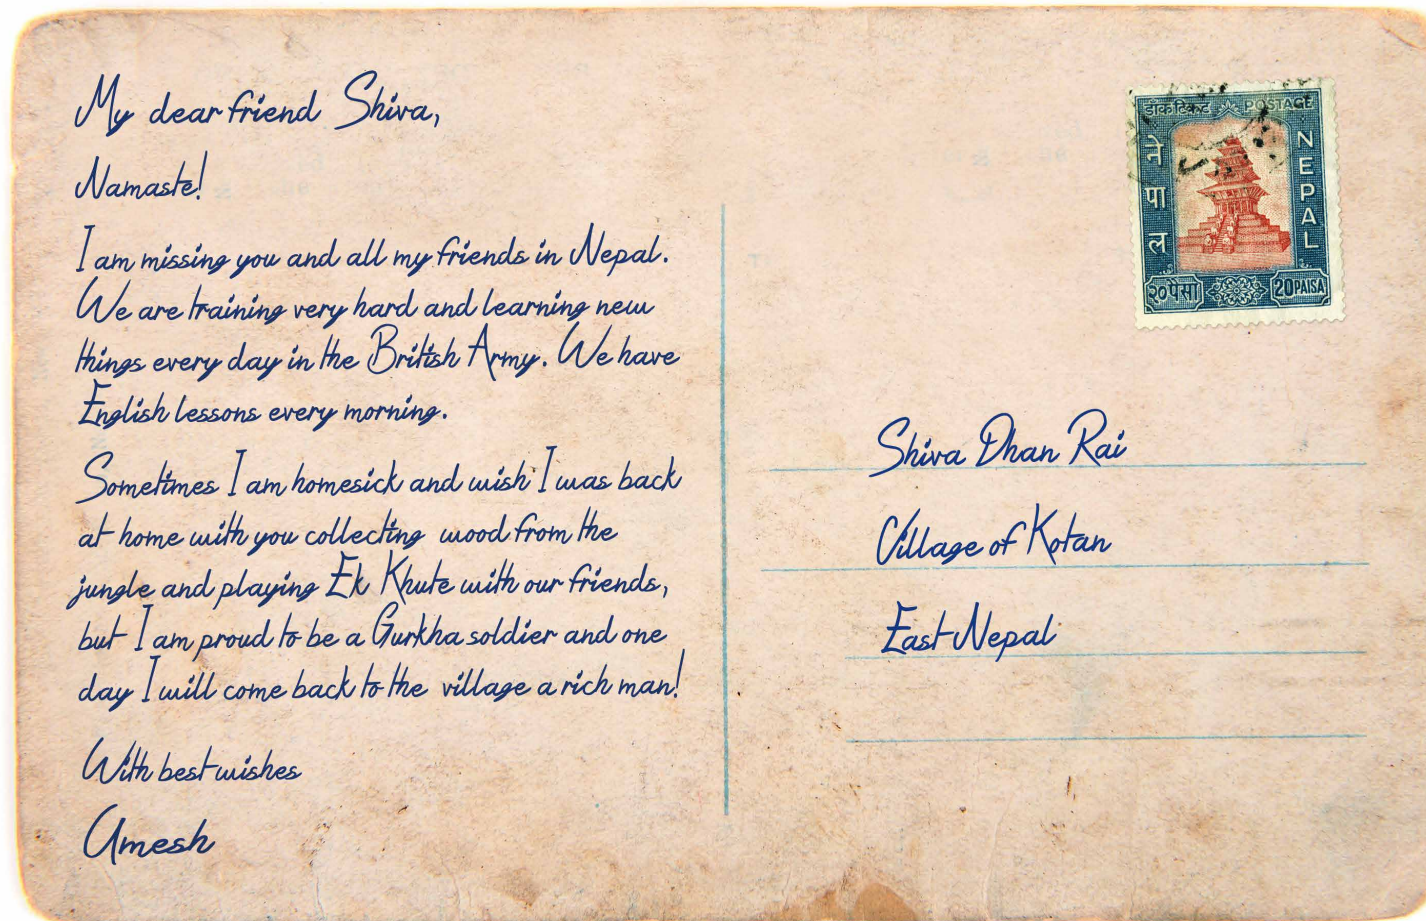 My dear friend Shiva,
Namaste!
I am missing you and all my friends in Nepal.
We are training very hard and learning new
things every day in the British Army. We have
English lessons every morning.
Sometimes I am homesick and wish I was back
at home with you collecting wood from the
jungle and playing Ek Khute with our friends,
but I am proud to be a Gurkha soldier and one
day I will come back to the village a rich man!
With best wishes
Umesh
डाक टिकट POSTAGE
नेपाल
NEPAL
२० पैसा 20 PAISA
Shiva Dhan Rai
Village of Kotan
East Nepal